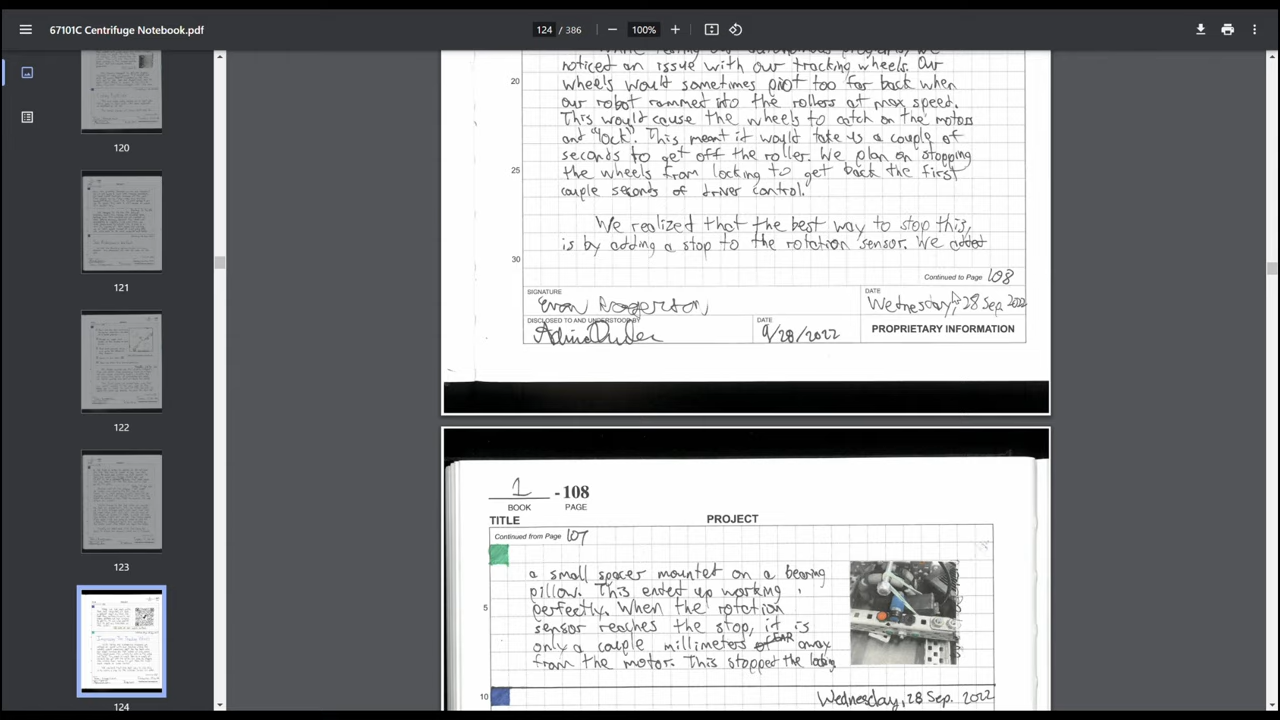 67101C Centrifuge Notebook.pdf
124 / 386
100%
noticed an issue with our tracking wheels. Our
20
wheels would sometimes pivot too far back when
our robot rammed into the rollers at max speed.
This would cause the wheels to catch on the motors
and "lock". This meant it would take us a couple of
seconds to get off the roller. We plan on stopping
25
the wheels from locking to get back the first
couple seconds of driver control.
We realized that the best way to stop this,
is by adding a stop to the rotation sensor. We added
30
Continued to Page 108
SIGNATURE
DATE
Wednesday, 28 Sep. 2022
DISCLOSED TO AND UNDERSTOOD BY
DATE
9/28/2022
PROPRIETARY INFORMATION
1 - 108
BOOK PAGE
TITLE PROJECT
Continued from Page 107
a small spacer mountet on a bearing
pillow. This ended up working
5
perfectly. When the rotation
sensor reaches the stop, it is
only a couple millimeters away
from the motor. This stopped the
10
Wednesday, 28 Sep. 2022
120
121
122
123
124